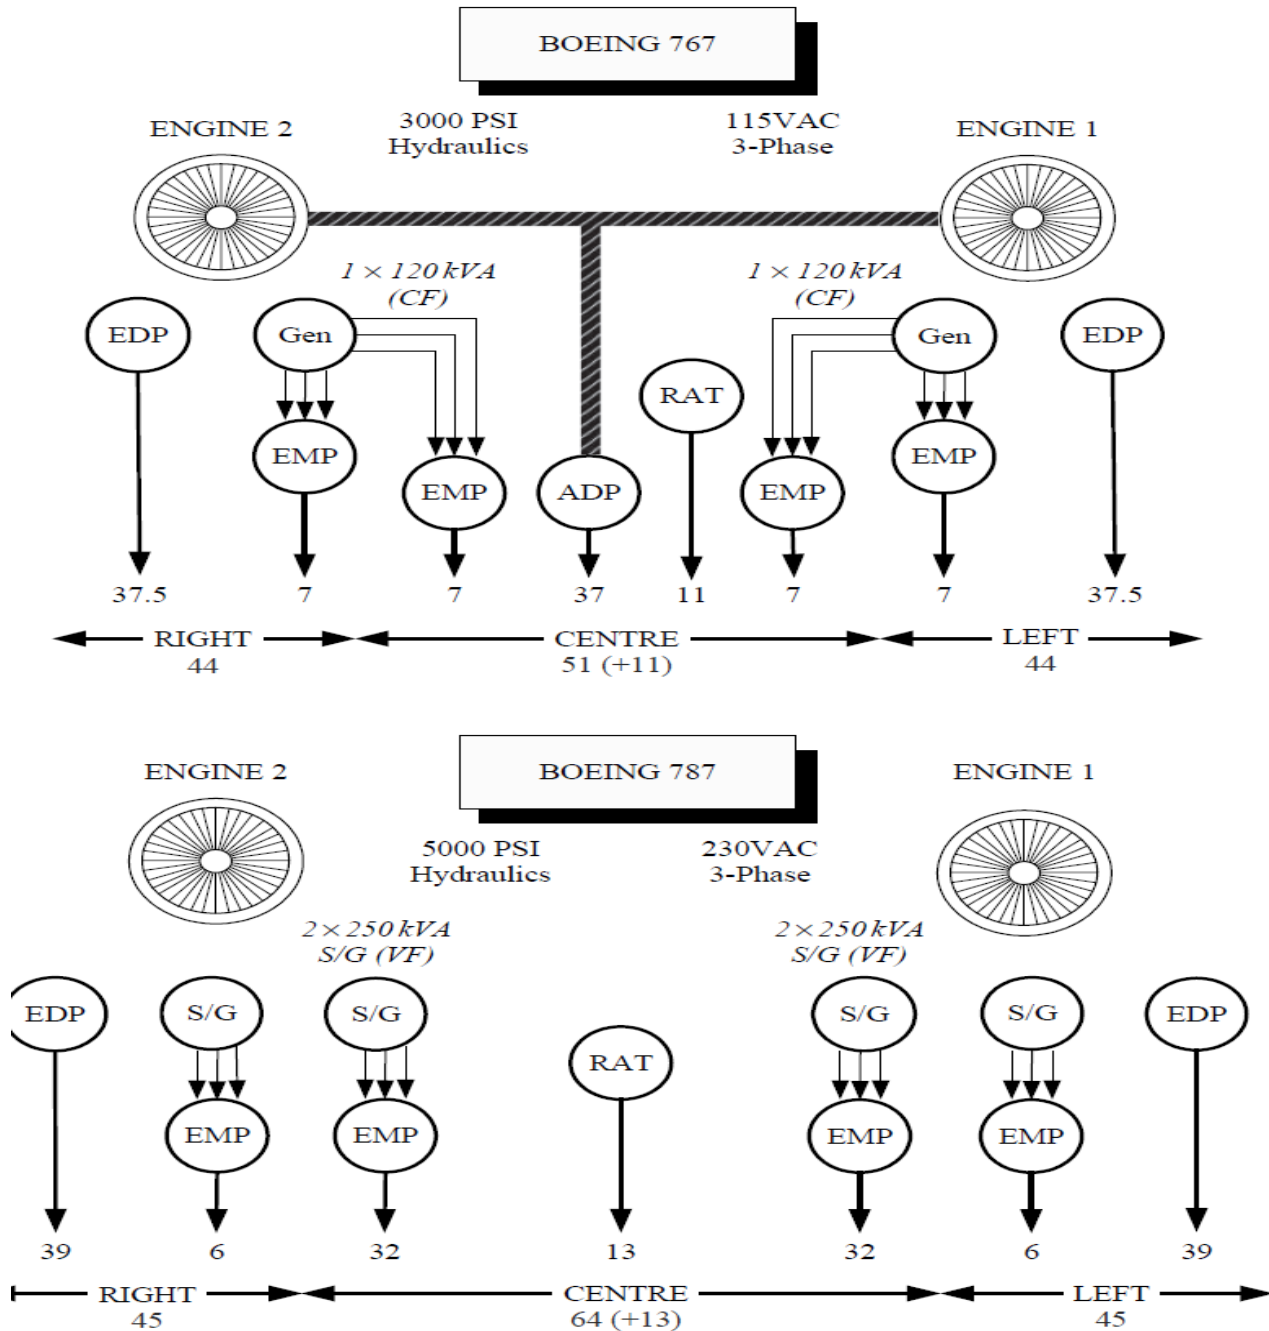 BOEING 767
ENGINE 2
3000 PSI
Hydraulics
115VAC
3-Phase
ENGINE 1
1 × 120 kVA
(CF)
1 × 120 kVA
(CF)
EDP
Gen
Gen
EDP
RAT
EMP
EMP
ADP
EMP
EMP
37.5
7
7
37
11
7
7
37.5
RIGHT
44
CENTRE
51 (+11)
LEFT
44
BOEING 787
ENGINE 2
ENGINE 1
5000 PSI
Hydraulics
230VAC
3-Phase
2 × 250 kVA
S/G (VF)
2 × 250 kVA
S/G (VF)
EDP
S/G
S/G
S/G
S/G
EDP
RAT
EMP
EMP
EMP
EMP
39
6
32
13
32
6
39
RIGHT
45
CENTRE
64 (+13)
LEFT
45